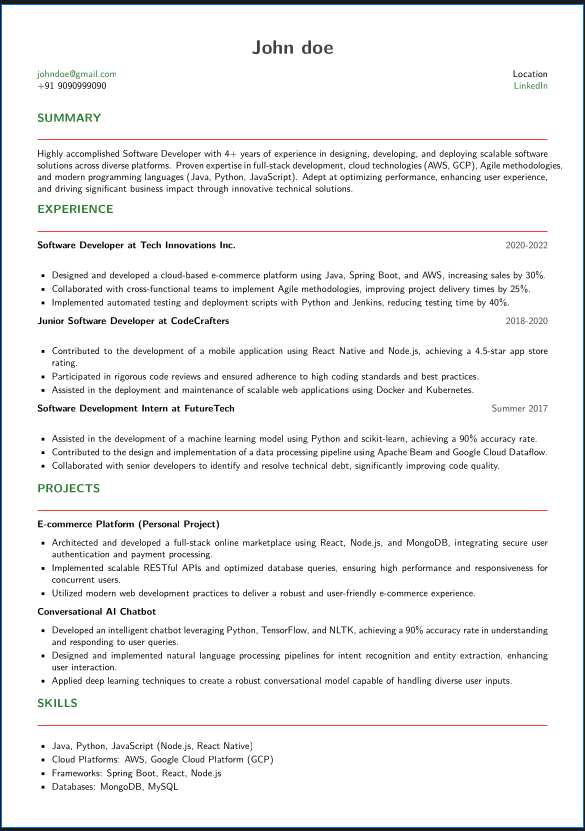 John doe
johndoe@gmail.com
+91 9090999090
Location
LinkedIn
SUMMARY
Highly accomplished Software Developer with 4+ years of experience in designing, developing, and deploying scalable software
solutions across diverse platforms. Proven expertise in full-stack development, cloud technologies (AWS, GCP), Agile methodologies,
and modern programming languages (Java, Python, JavaScript). Adept at optimizing performance, enhancing user experience,
and driving significant business impact through innovative technical solutions.
EXPERIENCE
Software Developer at Tech Innovations Inc. 2020-2022
▪ Designed and developed a cloud-based e-commerce platform using Java, Spring Boot, and AWS, increasing sales by 30%.
▪ Collaborated with cross-functional teams to implement Agile methodologies, improving project delivery times by 25%.
▪ Implemented automated testing and deployment scripts with Python and Jenkins, reducing testing time by 40%.
Junior Software Developer at CodeCrafters 2018-2020
▪ Contributed to the development of a mobile application using React Native and Node.js, achieving a 4.5-star app store
rating.
▪ Participated in rigorous code reviews and ensured adherence to high coding standards and best practices.
▪ Assisted in the deployment and maintenance of scalable web applications using Docker and Kubernetes.
Software Development Intern at FutureTech Summer 2017
▪ Assisted in the development of a machine learning model using Python and scikit-learn, achieving a 90% accuracy rate.
▪ Contributed to the design and implementation of a data processing pipeline using Apache Beam and Google Cloud Dataflow.
▪ Collaborated with senior developers to identify and resolve technical debt, significantly improving code quality.
PROJECTS
E-commerce Platform (Personal Project)
▪ Architected and developed a full-stack online marketplace using React, Node.js, and MongoDB, integrating secure user
authentication and payment processing.
▪ Implemented scalable RESTful APIs and optimized database queries, ensuring high performance and responsiveness for
concurrent users.
▪ Utilized modern web development practices to deliver a robust and user-friendly e-commerce experience.
Conversational AI Chatbot
▪ Developed an intelligent chatbot leveraging Python, TensorFlow, and NLTK, achieving a 90% accuracy rate in understanding
and responding to user queries.
▪ Designed and implemented natural language processing pipelines for intent recognition and entity extraction, enhancing
user interaction.
▪ Applied deep learning techniques to create a robust conversational model capable of handling diverse user inputs.
SKILLS
▪ Java, Python, JavaScript (Node.js, React Native)
▪ Cloud Platforms: AWS, Google Cloud Platform (GCP)
▪ Frameworks: Spring Boot, React, Node.js
▪ Databases: MongoDB, MySQL